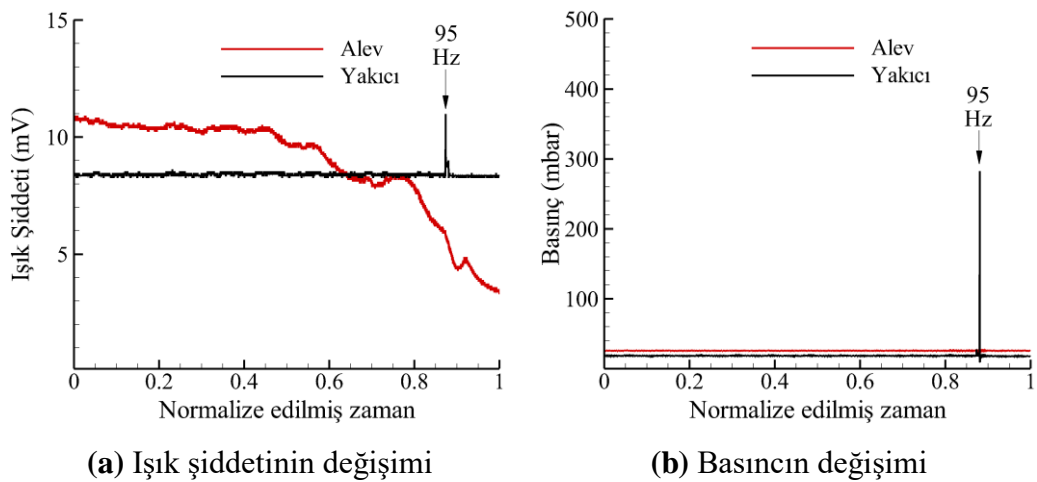 15
10
5
Işık Şiddeti (mV)
Alev
Yakıcı
95
Hz
0
0.2
0.4
0.6
0.8
1
Normalize edilmiş zaman
(a) Işık şiddetinin değişimi
500
400
300
200
100
Basınç (mbar)
Alev
Yakıcı
95
Hz
0
0.2
0.4
0.6
0.8
1
Normalize edilmiş zaman
(b) Basıncın değişimi